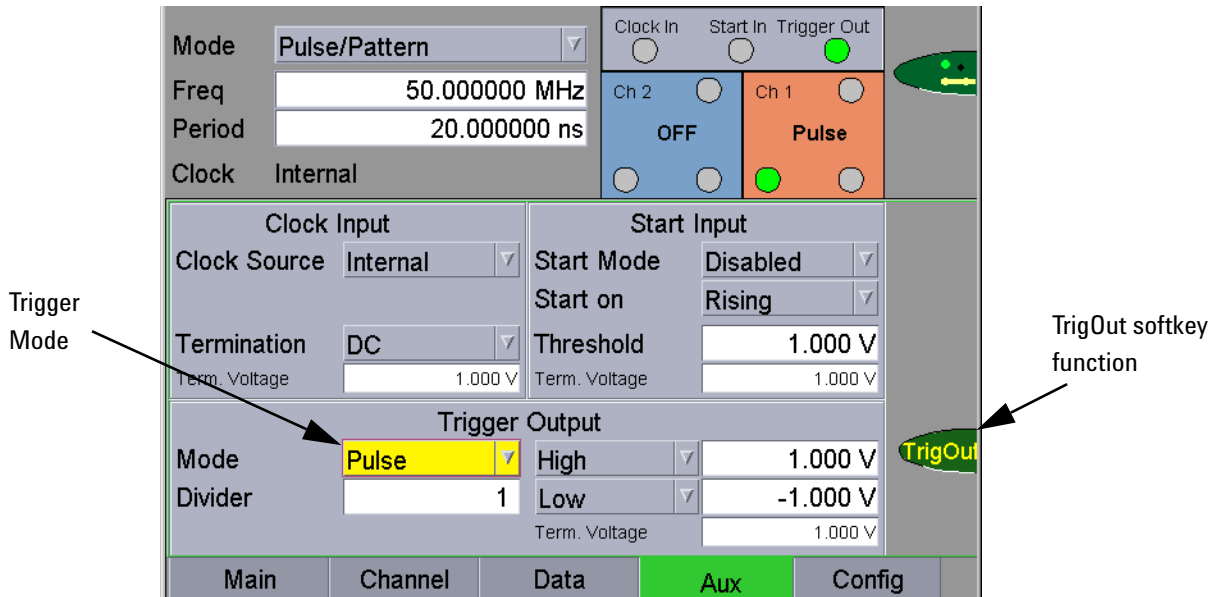 Mode Pulse/Pattern
Freq 50.000000 MHz
Period 20.000000 ns
Clock Internal
Clock In Start In Trigger Out
Ch 2 Ch 1
OFF Pulse
Clock Input
Clock Source Internal
Termination DC
Term. Voltage 1.000 V
Start Input
Start Mode Disabled
Start on Rising
Threshold 1.000 V
Term. Voltage 1.000 V
Trigger Output
Mode Pulse High 1.000 V
Divider 1 Low -1.000 V
Term. Voltage 1.000 V
TrigOut
Main Channel Data Aux Config
Trigger
Mode
TrigOut softkey
function